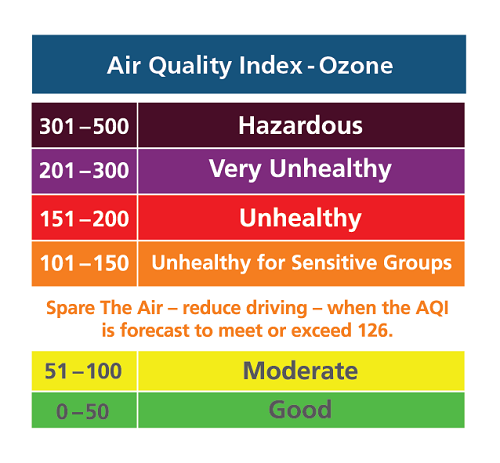 Air Quality Index - Ozone
301–500 Hazardous
201–300 Very Unhealthy
151–200 Unhealthy
101–150 Unhealthy for Sensitive Groups
Spare The Air – reduce driving – when the AQI
is forecast to meet or exceed 126.
51–100 Moderate
0–50 Good